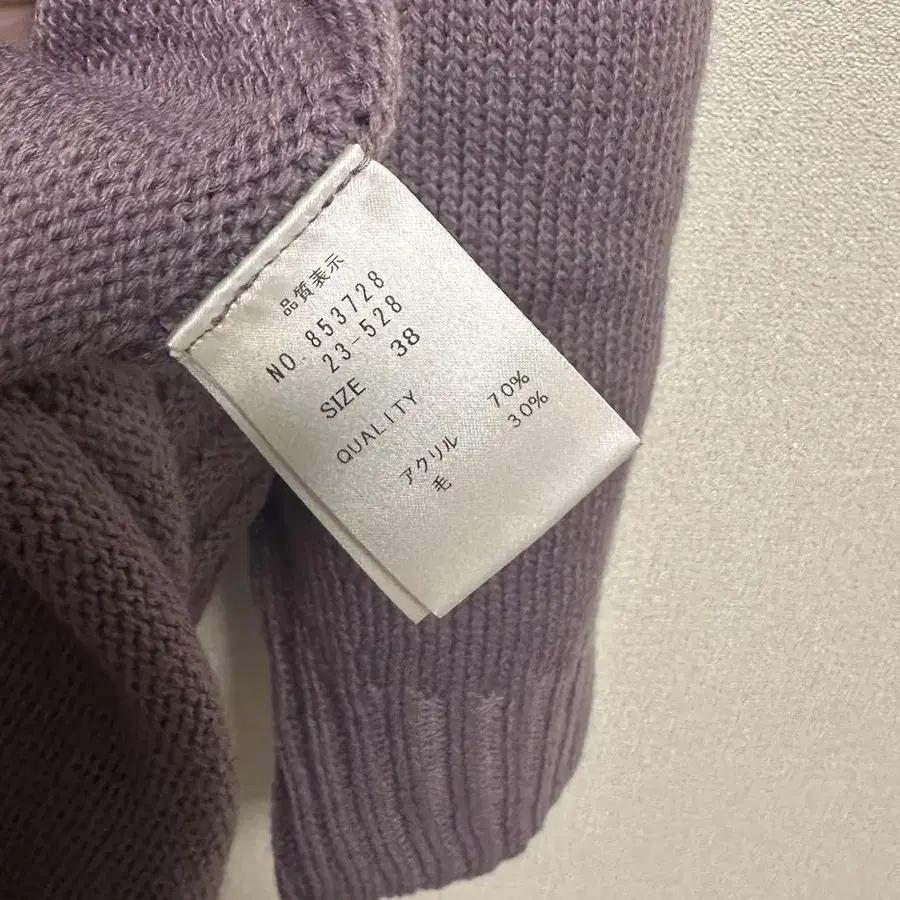 品質表示
NO. 853728
23-528
SIZE 38
QUALITY
アクリル 70%
毛 30%